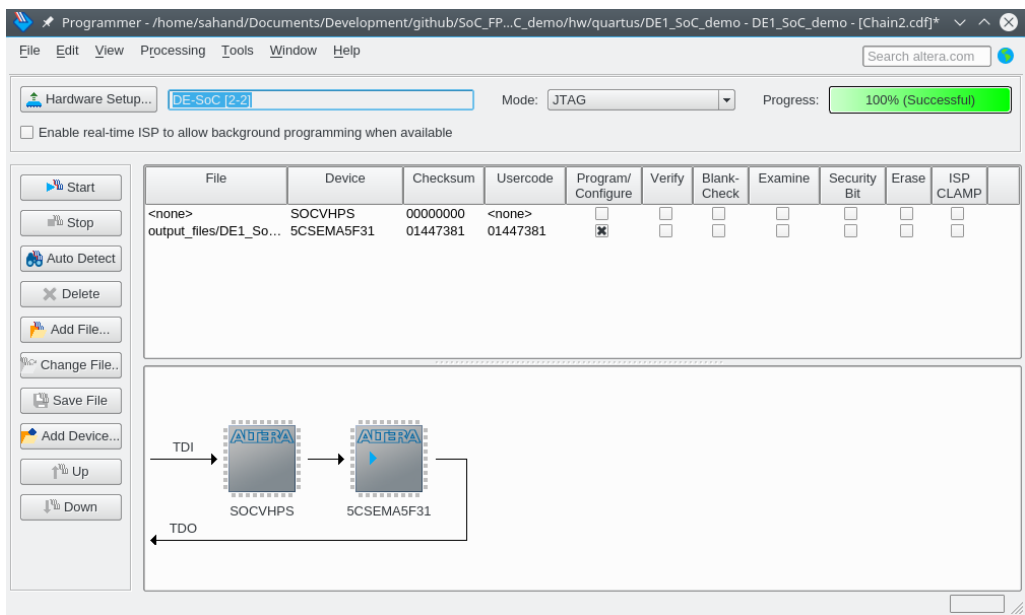 Programmer - /home/sahand/Documents/Development/github/SoC_FP...C_demo/hw/quartus/DE1_SoC_demo - DE1_SoC_demo - [Chain2.cdf]*
File Edit View Processing Tools Window Help
Search altera.com
Hardware Setup... DE-SoC [2-2] Mode: JTAG Progress: 100% (Successful)
Enable real-time ISP to allow background programming when available
Start
Stop
Auto Detect
Delete
Add File...
Change File..
Save File
Add Device...
Up
Down
File Device Checksum Usercode Program/ Verify Blank- Examine Security Erase ISP
Configure Check Bit CLAMP
<none> SOCVHPS 00000000 <none>
output_files/DE1_So... 5CSEMA5F31 01447381 01447381
TDI
ALTERA ALTERA
SOCVHPS 5CSEMA5F31
TDO